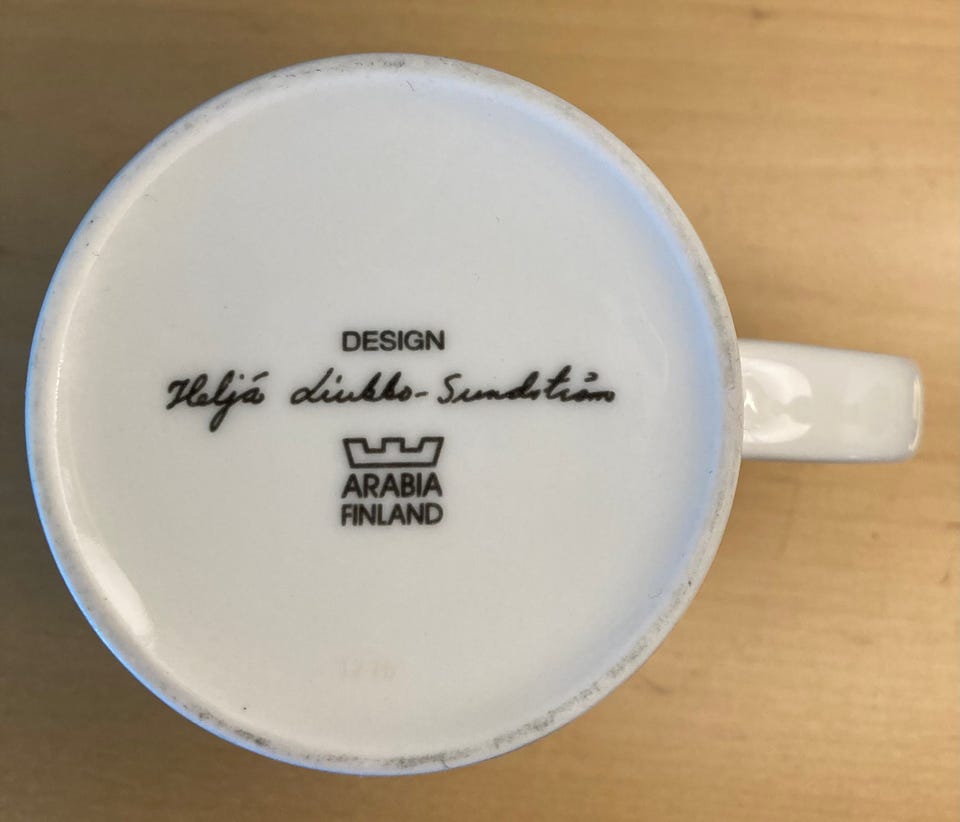 DESIGN
Heljä Liukko-Sundström
ARABIA
FINLAND